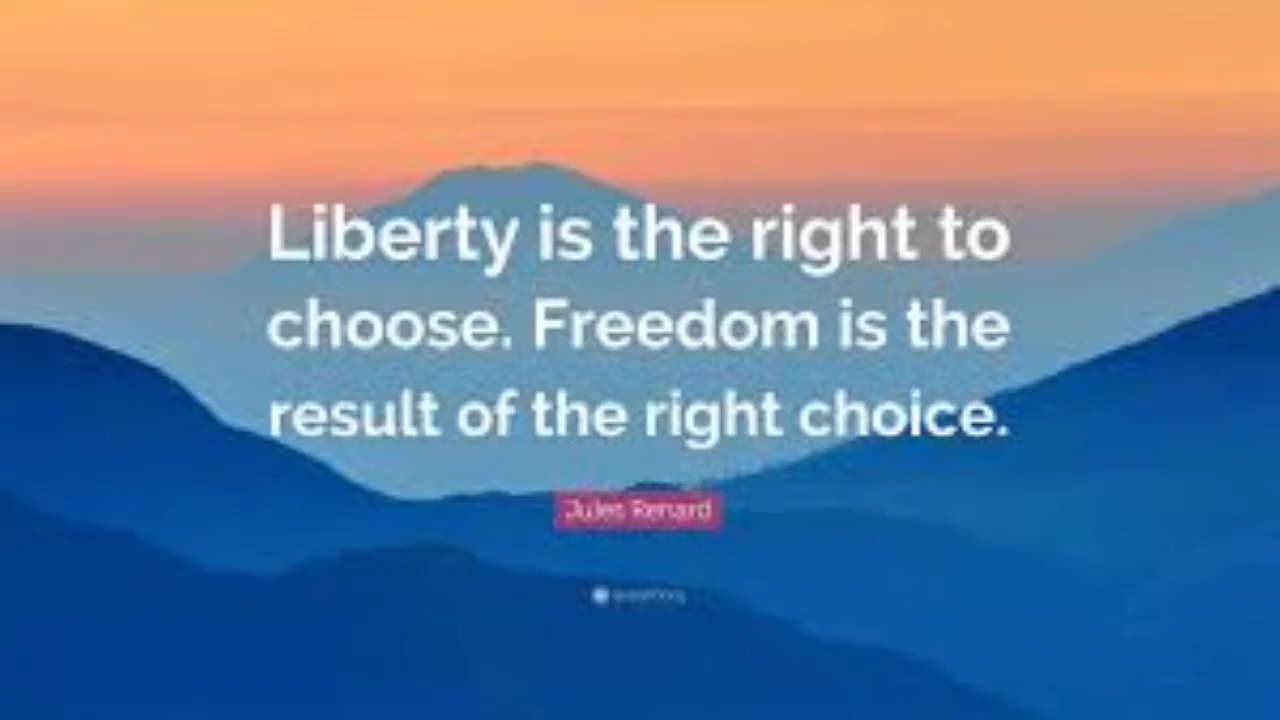 Liberty is the right to
choose. Freedom is the
result of the right choice.
Jules Renard